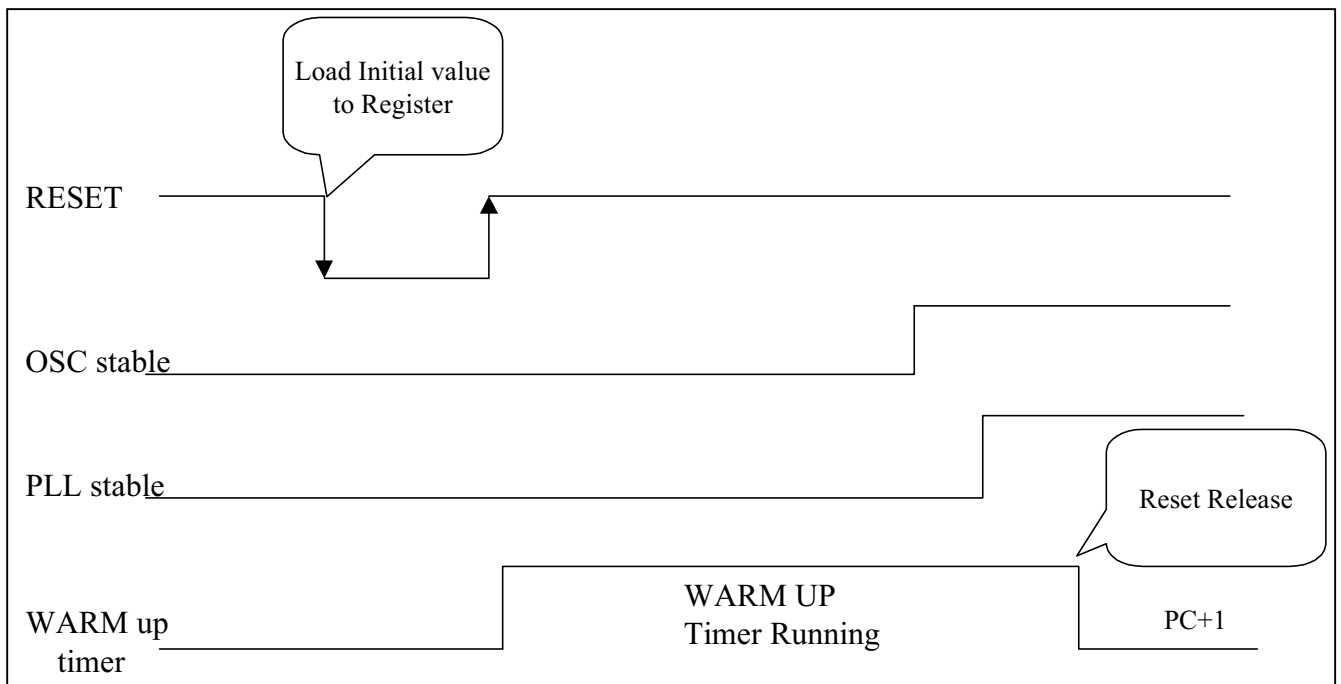 Load Initial value
to Register
RESET
OSC stable
PLL stable
Reset Release
WARM up
timer
WARM UP
Timer Running
PC+1